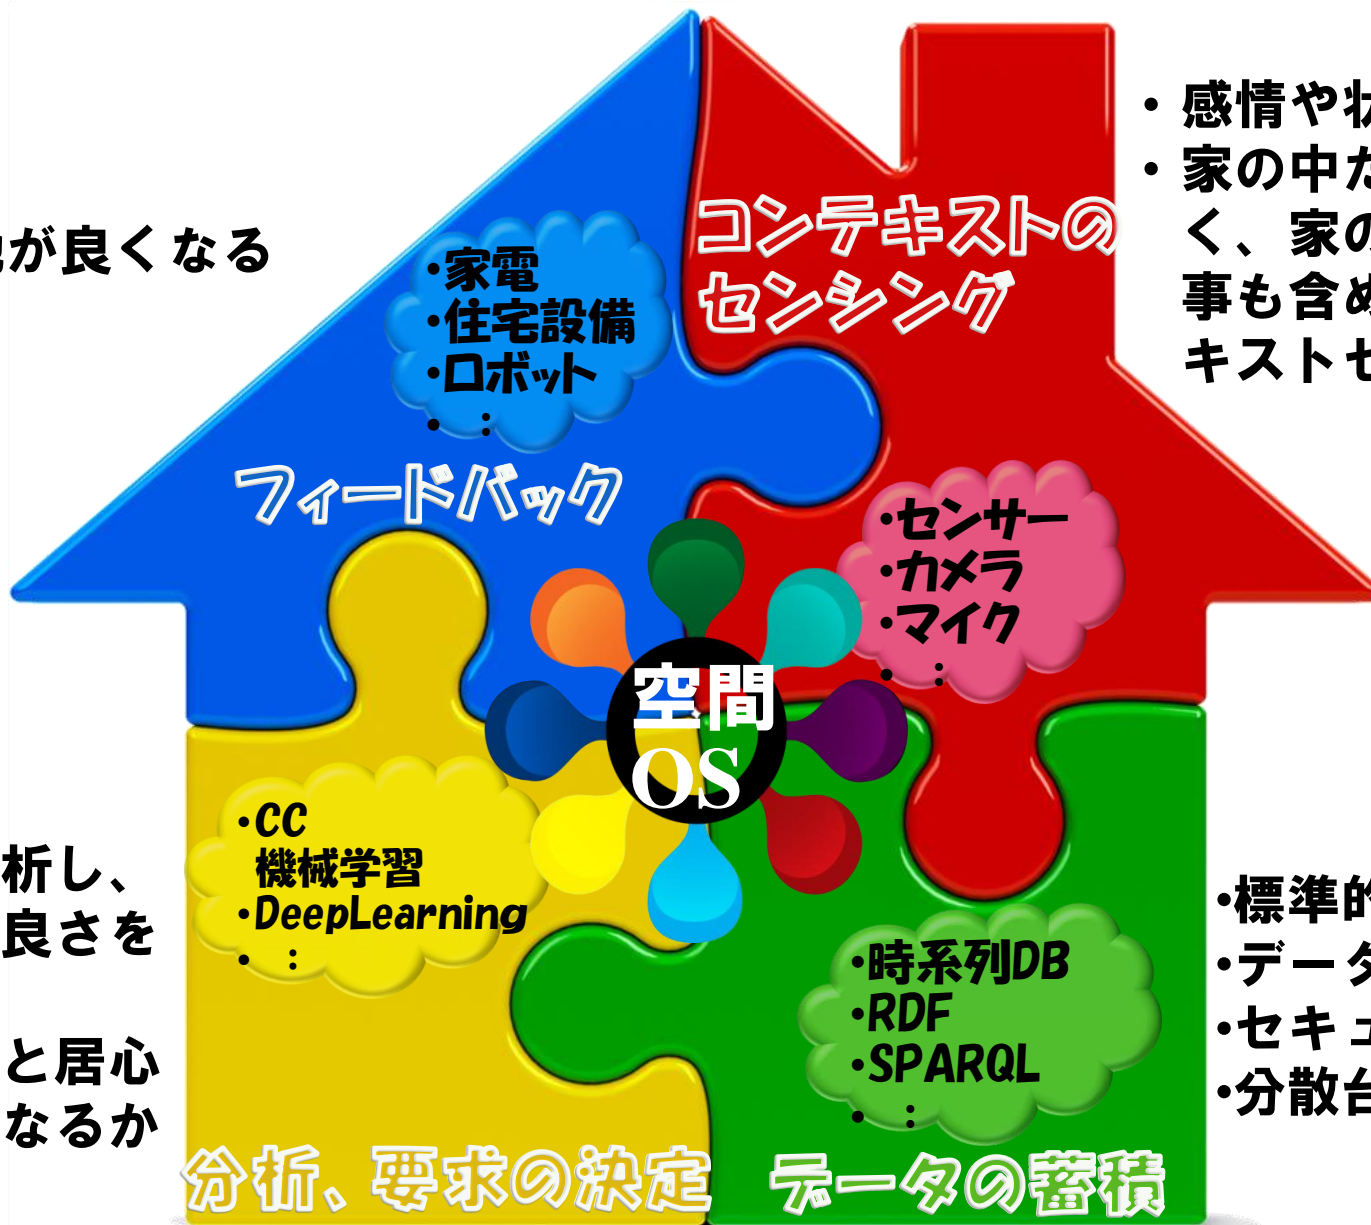 が良くなる
・家電
・住宅設備
・ロボット
・ :
フィードバック
コンテキストの
センシング
・感情や
・家の中
く、家の
事も含め
キストセ
・センサー
・カメラ
・マイク
・ :
空間
OS
析し、
良さを
と居心
なるか
・CC
機械学習
・DeepLearning
・ :
分析、要求の決定
・時系列DB
・RDF
・SPARQL
・ :
データの蓄積
・標準的
・データ
・セキュ
・分散台